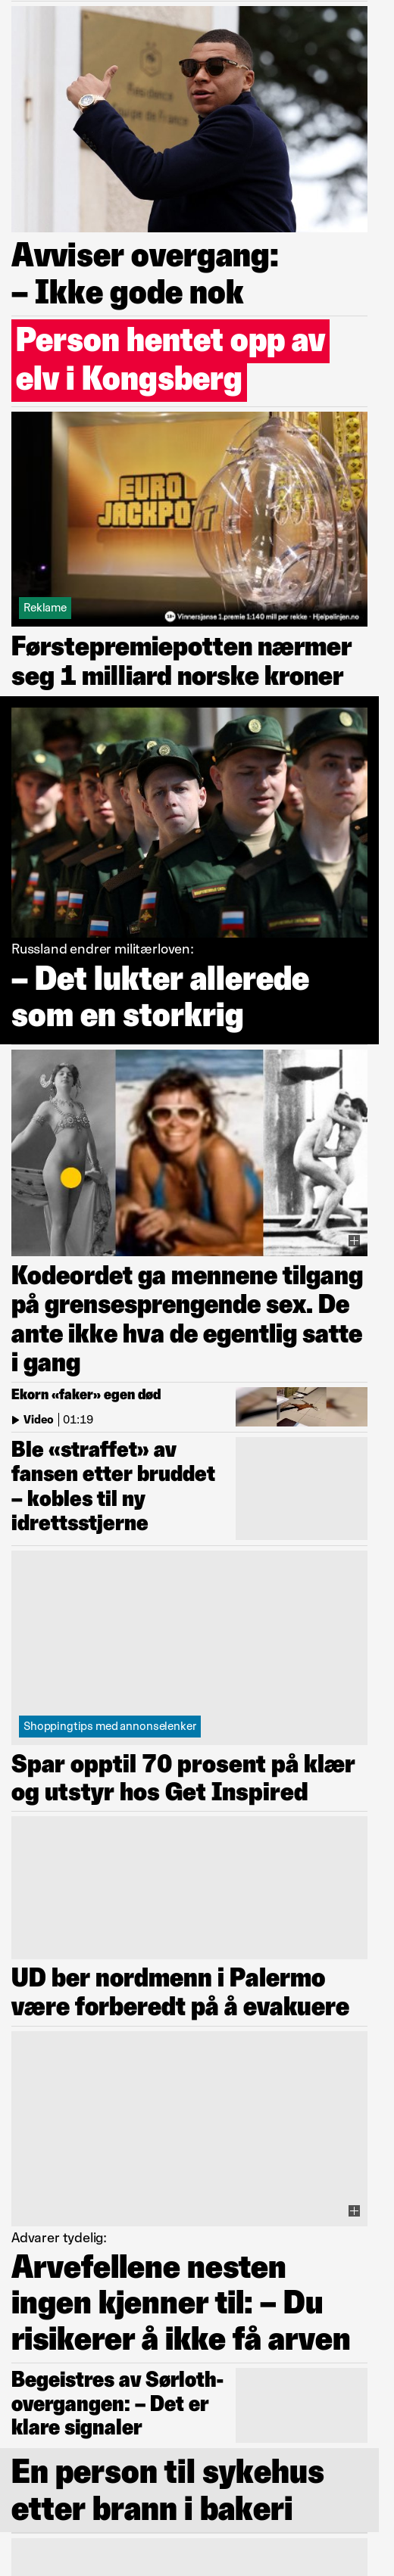 Résidence
Equipe de France
Avviser overgang:
– Ikke gode nok
Person hentet opp av
elv i Kongsberg
EURO
JACKPOT
Reklame
18+ Vinnersjanse 1.premie 1:140 mill per rekke - Hjelpelinjen.no
Førstepremiepotten nærmer
seg 1 milliard norske kroner
Russland endrer militærloven:
– Det lukter allerede
som en storkrig
Kodeordet ga mennene tilgang
på grensesprengende sex. De
ante ikke hva de egentlig satte
i gang
Ekorn «faker» egen død
Video | 01:19
Ble «straffet» av
fansen etter bruddet
– kobles til ny
idrettsstjerne
Shoppingtips med annonselenker
Spar opptil 70 prosent på klær
og utstyr hos Get Inspired
UD ber nordmenn i Palermo
være forberedt på å evakuere
Advarer tydelig:
Arvefellene nesten
ingen kjenner til: – Du
risikerer å ikke få arven
Begeistres av Sørloth-
overgangen: – Det er
klare signaler
En person til sykehus
etter brann i bakeri